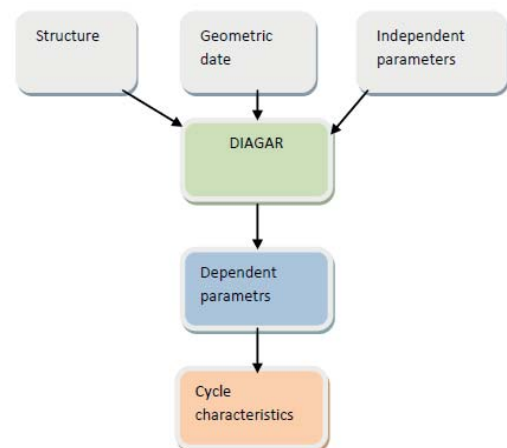 Structure
Geometric
date
Independent
parameters
DIAGAR
Dependent
parametrs
Cycle
characteristics